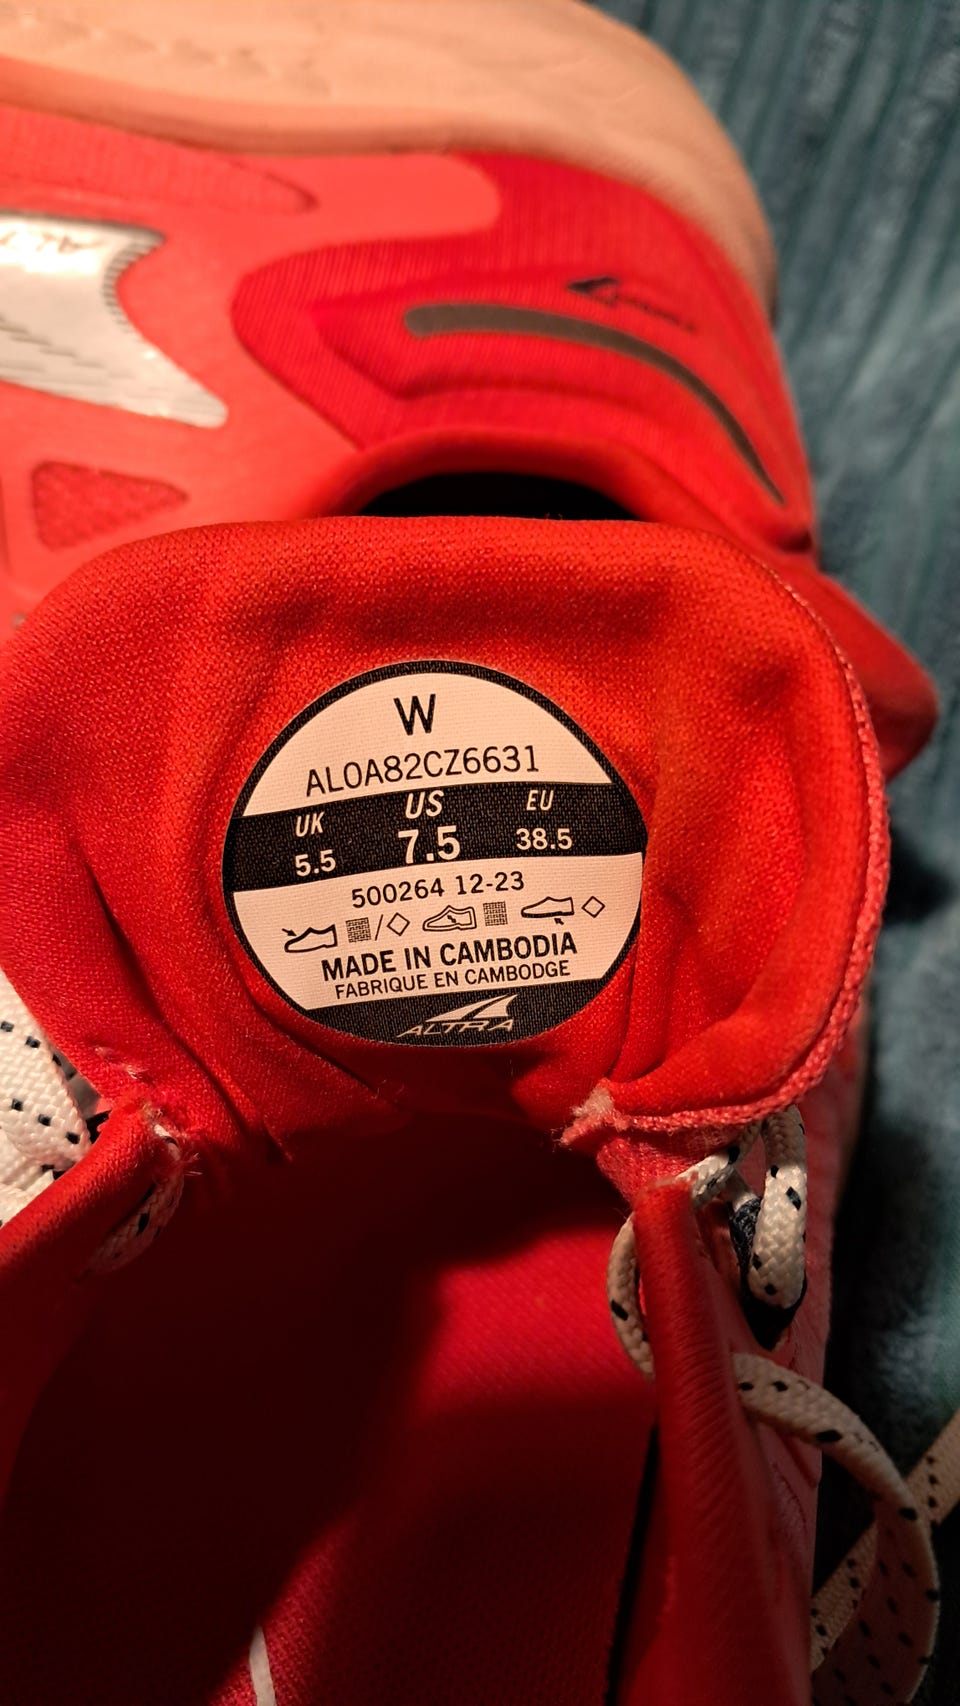 W
AL0A82CZ6631
UK US EU
5.5 7.5 38.5
500264 12-23
MADE IN CAMBODIA
FABRIQUE EN CAMBODGE
ALTRA